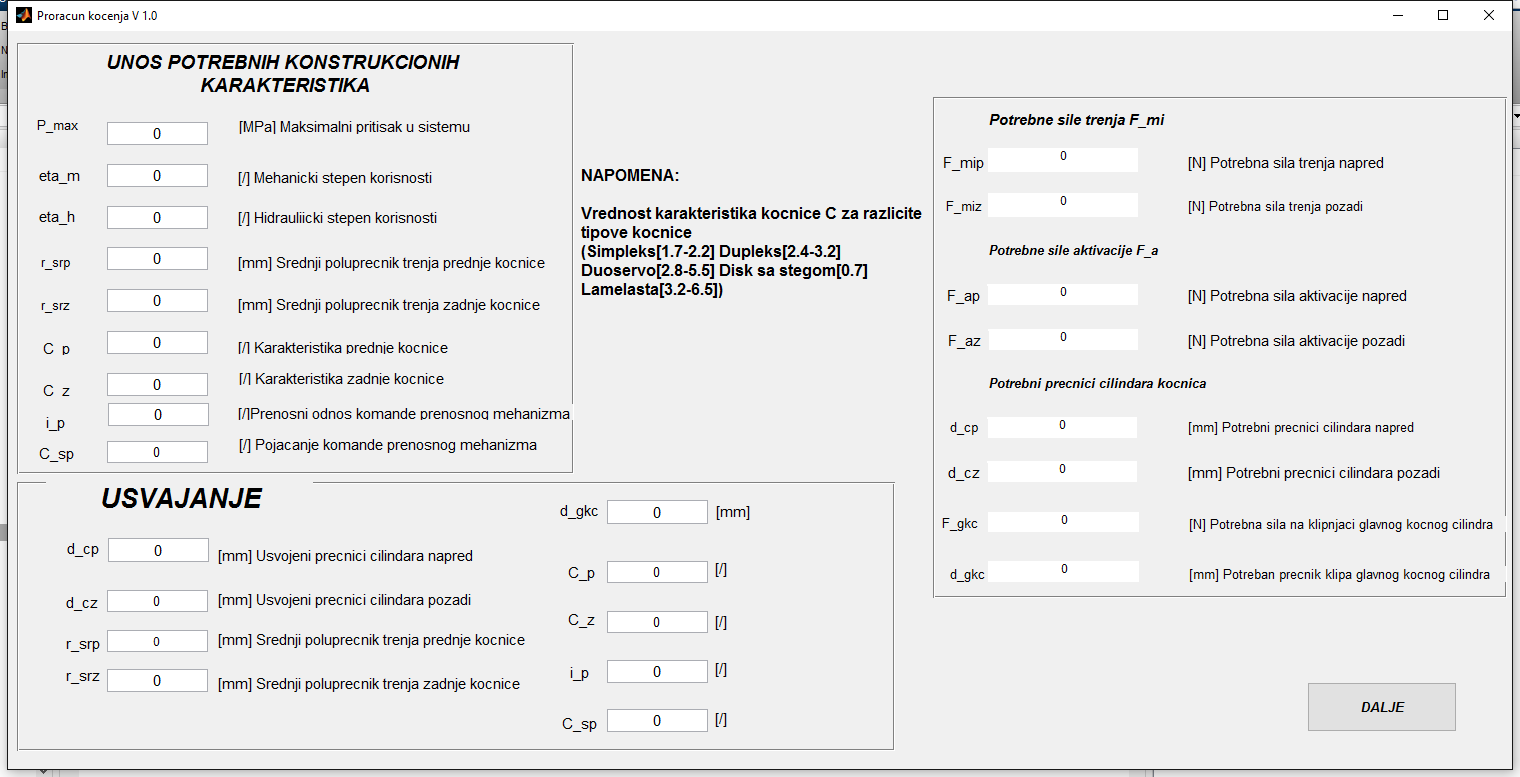 Proracun kocenja V 1.0
UNOS POTREBNIH KONSTRUKCIONIH
KARAKTERISTIKA
P_max 0 [MPa] Maksimalni pritisak u sistemu
eta_m 0 [/] Mehanicki stepen korisnosti
eta_h 0 [/] Hidrauliicki stepen korisnosti
r_srp 0 [mm] Srednji poluprecnik trenja prednje kocnice
r_srz 0 [mm] Srednji poluprecnik trenja zadnje kocnice
C_p 0 [/] Karakteristika prednje kocnice
C_z 0 [/] Karakteristika zadnje kocnice
i_p 0 [/]Prenosni odnos komande prenosnog mehanizma
C_sp 0 [/] Pojacanje komande prenosnog mehanizma
NAPOMENA:
Vrednost karakteristika kocnice C za razlicite
tipove kocnice
(Simpleks[1.7-2.2] Dupleks[2.4-3.2]
Duoservo[2.8-5.5] Disk sa stegom[0.7]
Lamelasta[3.2-6.5])
Potrebne sile trenja F_mi
F_mip 0 [N] Potrebna sila trenja napred
F_miz 0 [N] Potrebna sila trenja pozadi
Potrebne sile aktivacije F_a
F_ap 0 [N] Potrebna sila aktivacije napred
F_az 0 [N] Potrebna sila aktivacije pozadi
Potrebni precnici cilindara kocnica
d_cp 0 [mm] Potrebni precnici cilindara napred
d_cz 0 [mm] Potrebni precnici cilindara pozadi
F_gkc 0 [N] Potrebna sila na klipnjaci glavnog kocnog cilindra
d_gkc 0 [mm] Potreban precnik klipa glavnog kocnog cilindra
USVAJANJE
d_cp 0 [mm] Usvojeni precnici cilindara napred
d_cz 0 [mm] Usvojeni precnici cilindara pozadi
r_srp 0 [mm] Srednji poluprecnik trenja prednje kocnice
r_srz 0 [mm] Srednji poluprecnik trenja zadnje kocnice
d_gkc 0 [mm]
C_p 0 [/]
C_z 0 [/]
i_p 0 [/]
C_sp 0 [/]
DALJE